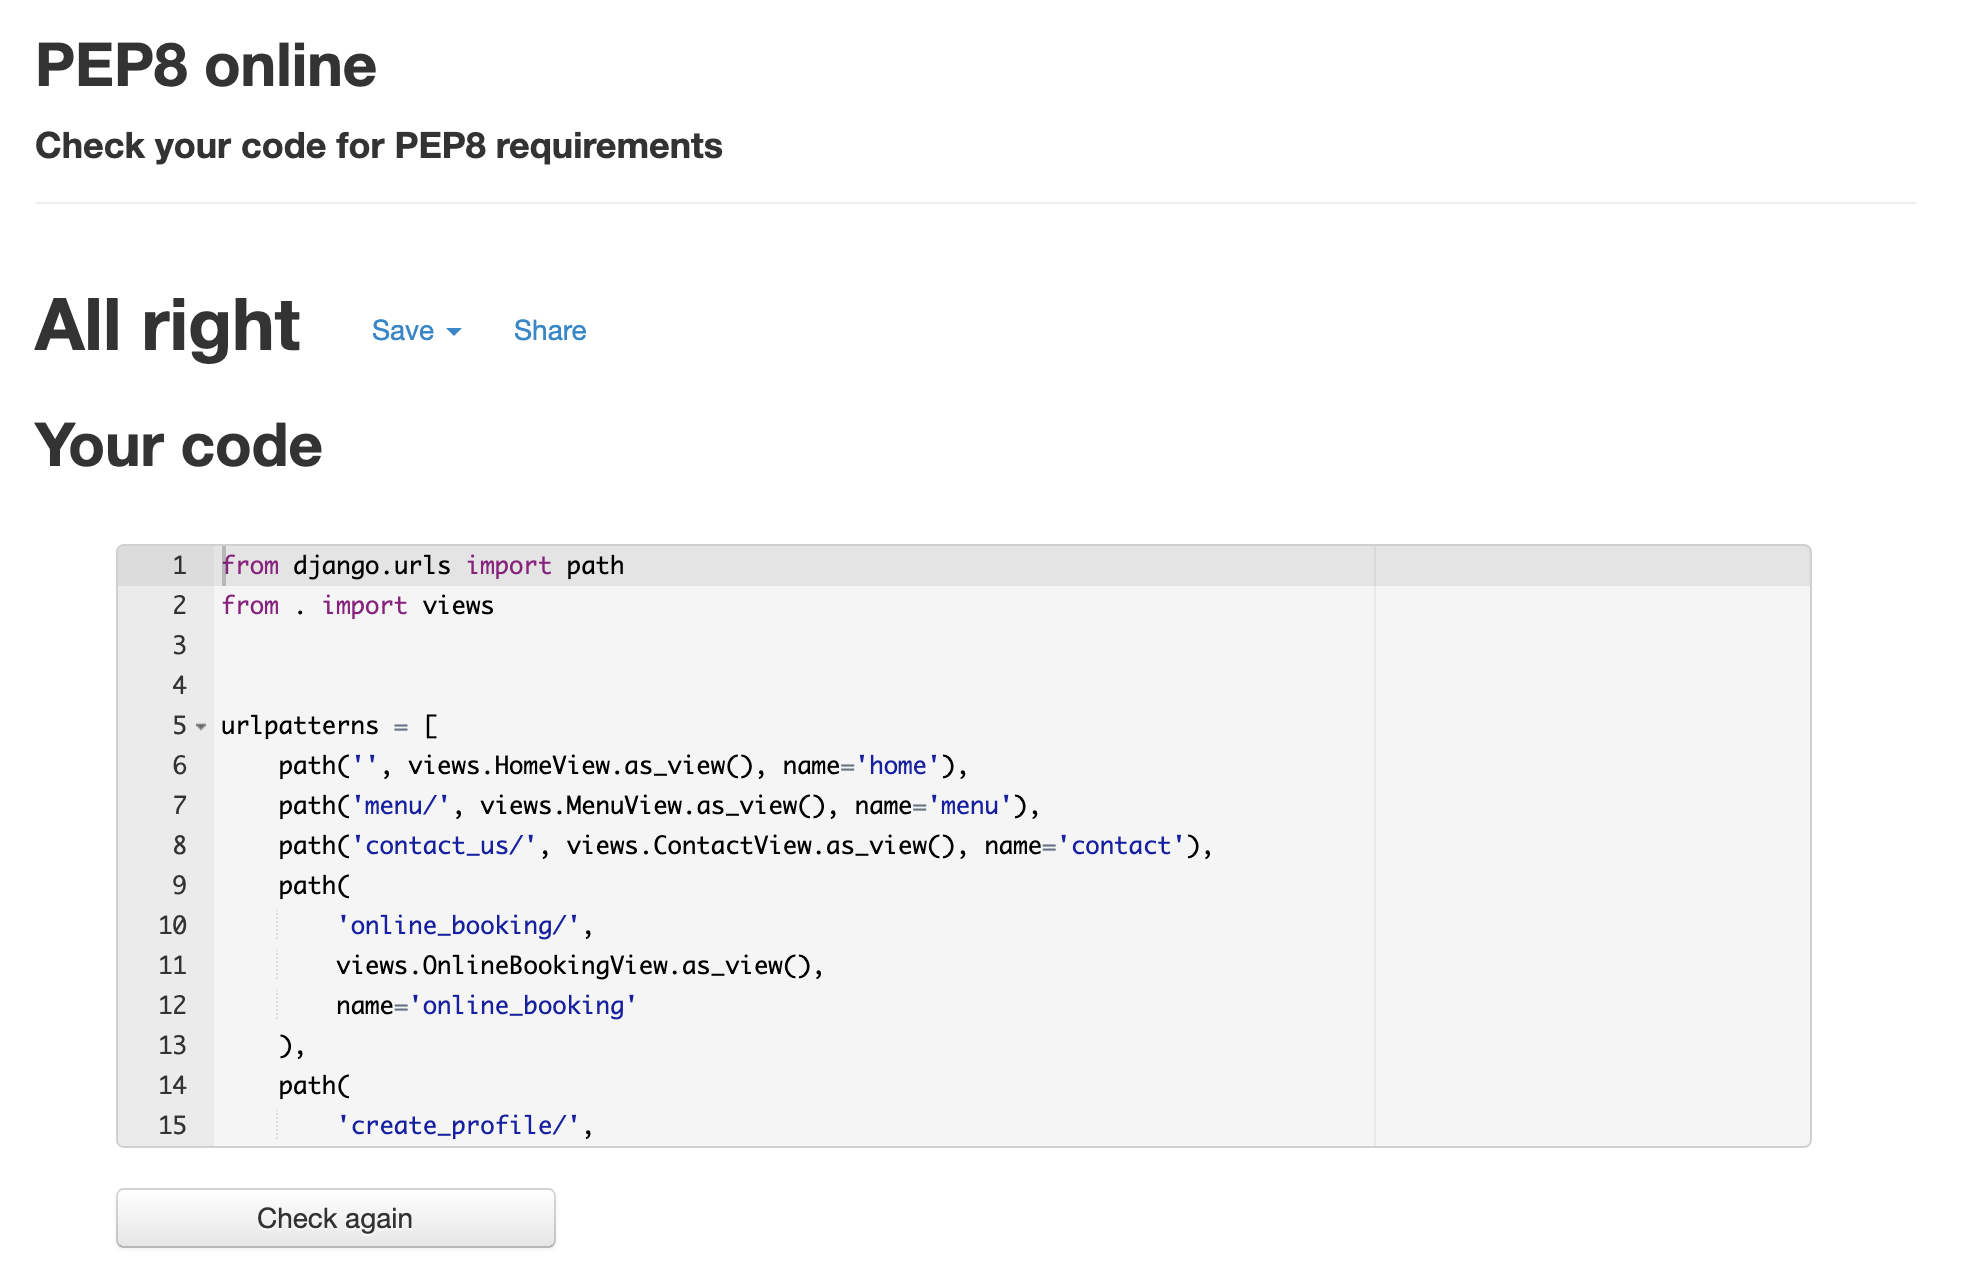 PEP8 online
Check your code for PEP8 requirements
All right Save Share
Your code
1 from django.urls import path
2 from . import views
3
4
5 urlpatterns = [
6     path('', views.HomeView.as_view(), name='home'),
7     path('menu/', views.MenuView.as_view(), name='menu'),
8     path('contact_us/', views.ContactView.as_view(), name='contact'),
9     path(
10         'online_booking/',
11         views.OnlineBookingView.as_view(),
12         name='online_booking'
13     ),
14     path(
15         'create_profile/',
Check again